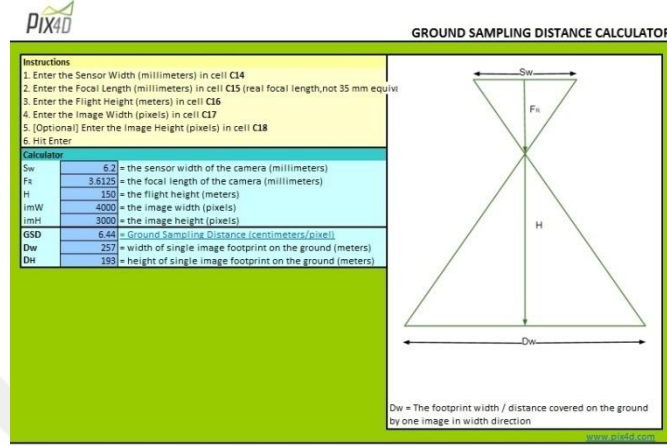 PIX4D
GROUND SAMPLING DISTANCE CALCULATOR
Instructions
1. Enter the Sensor Width (millimeters) in cell C14
2. Enter the Focal Length (millimeters) in cell C15 (real focal length,not 35 mm equiv
3. Enter the Flight Height (meters) in cell C16
4. Enter the Image Width (pixels) in cell C17
5. [Optional] Enter the Image Height (pixels) in cell C18
6. Hit Enter
Calculator
Sw 6.2 = the sensor width of the camera (millimeters)
FR 3.6125 = the focal length of the camera (millimeters)
H 150 = the flight height (meters)
imW 4000 = the image width (pixels)
imH 3000 = the image height (pixels)
GSD 6.44 = Ground Sampling Distance (centimeters/pixel)
Dw 257 = width of single image footprint on the ground (meters)
DH 193 = height of single image footprint on the ground (meters)
Sw
FR
H
Dw
Dw = The footprint width / distance covered on the ground
by one image in width direction
www.pix4d.com